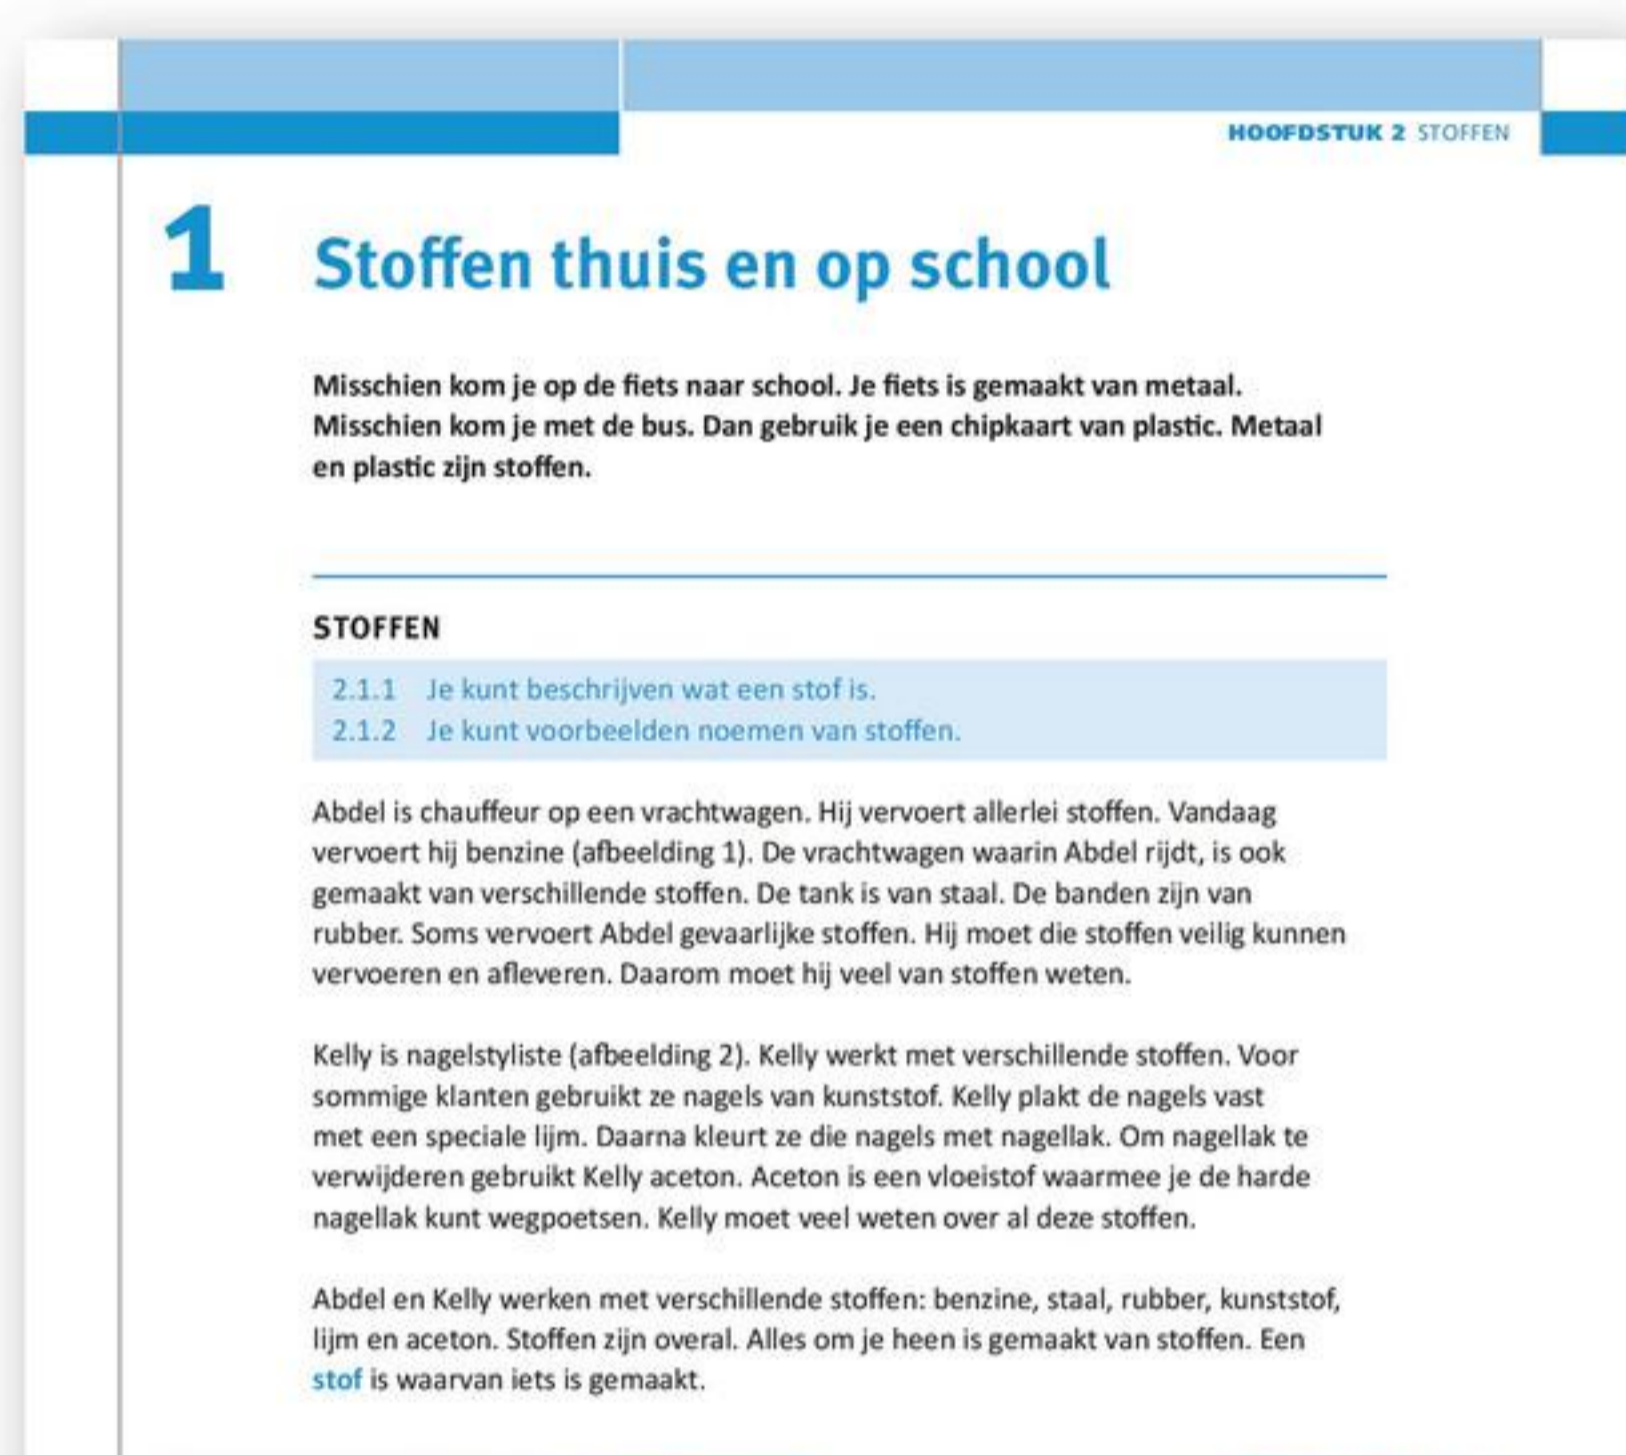 HOOFDSTUK 2 STOFFEN
1 Stoffen thuis en op school
Misschien kom je op de fiets naar school. Je fiets is gemaakt van metaal.
Misschien kom je met de bus. Dan gebruik je een chipkaart van plastic. Metaal
en plastic zijn stoffen.
STOFFEN
2.1.1 Je kunt beschrijven wat een stof is.
2.1.2 Je kunt voorbeelden noemen van stoffen.
Abdel is chauffeur op een vrachtwagen. Hij vervoert allerlei stoffen. Vandaag
vervoert hij benzine (afbeelding 1). De vrachtwagen waarin Abdel rijdt, is ook
gemaakt van verschillende stoffen. De tank is van staal. De banden zijn van
rubber. Soms vervoert Abdel gevaarlijke stoffen. Hij moet die stoffen veilig kunnen
vervoeren en afleveren. Daarom moet hij veel van stoffen weten.
Kelly is nagelstyliste (afbeelding 2). Kelly werkt met verschillende stoffen. Voor
sommige klanten gebruikt ze nagels van kunststof. Kelly plakt de nagels vast
met een speciale lijm. Daarna kleurt ze die nagels met nagellak. Om nagellak te
verwijderen gebruikt Kelly aceton. Aceton is een vloeistof waarmee je de harde
nagellak kunt wegpoetsen. Kelly moet veel weten over al deze stoffen.
Abdel en Kelly werken met verschillende stoffen: benzine, staal, rubber, kunststof,
lijm en aceton. Stoffen zijn overal. Alles om je heen is gemaakt van stoffen. Een
stof is waarvan iets is gemaakt.